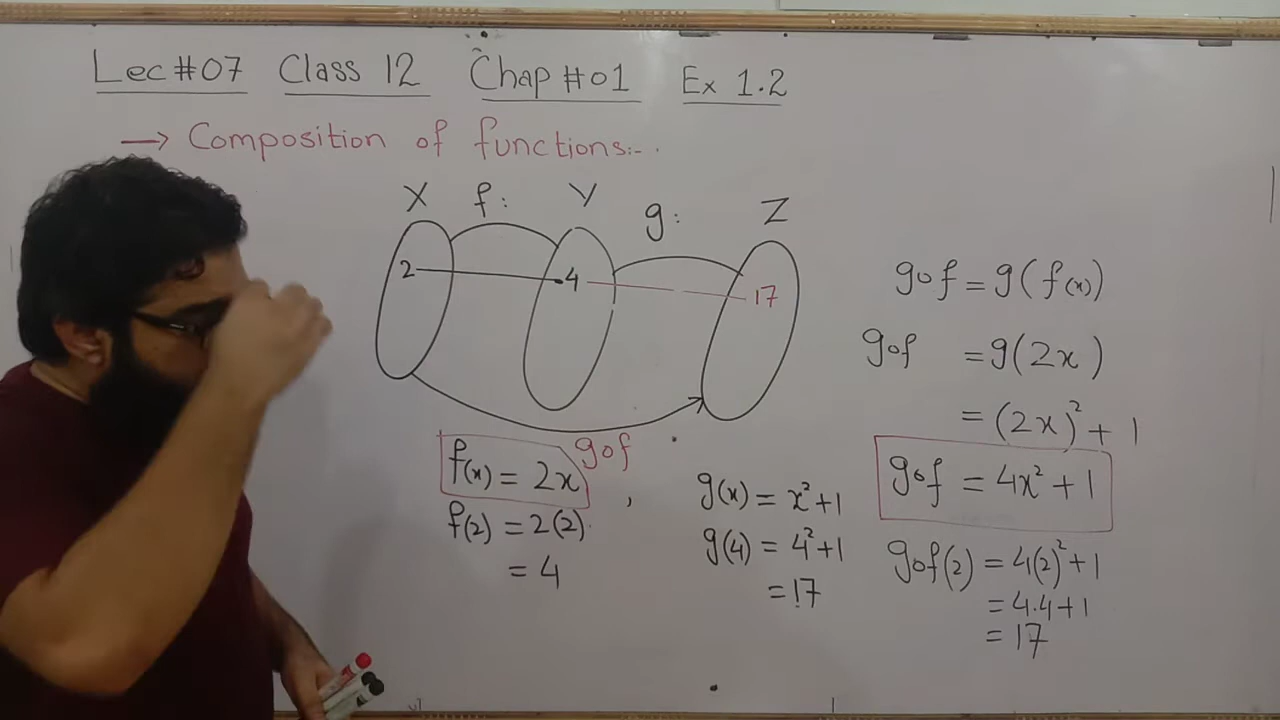 Lec#07 Class 12 Chap#01 Ex 1.2
→ Composition of functions:-
X f: Y g: Z
2 4 17
gof
f(x) = 2x ,
f(2) = 2(2)
= 4
g(x) = x²+1
g(4) = 4²+1
= 17
gof = g(f(x))
gof = g(2x)
= (2x)² + 1
gof = 4x² + 1
gof(2) = 4(2)² + 1
= 4.4+1
= 17